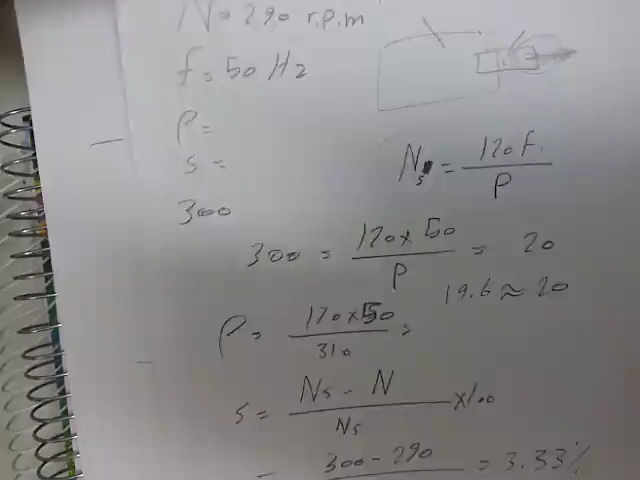 N = 290 r.p.m
f = 50 Hz
P =
s =
300
Ns = 120 f / P
300 = 120 x 50 / P = 20
19.6 ≈ 20
P = 120 x 50 / 310 =
s = Ns - N / Ns x 100
= 300 - 290 = 3.33 %